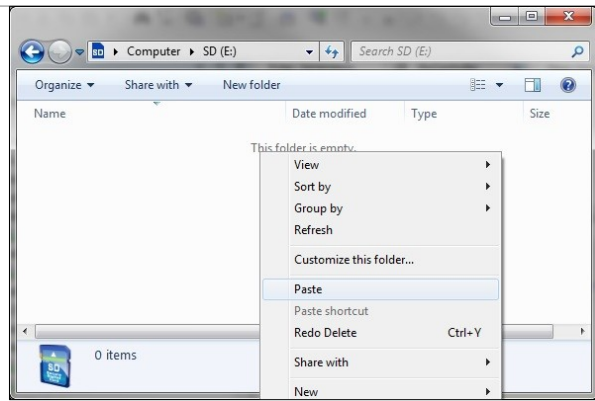 SD Computer SD (E:) Search SD (E:)
Organize Share with New folder
Name Date modified Type Size
This folder is empty.
View
Sort by
Group by
Refresh
Customize this folder...
Paste
Paste shortcut
Redo Delete Ctrl+Y
Share with
New
0 items
SD